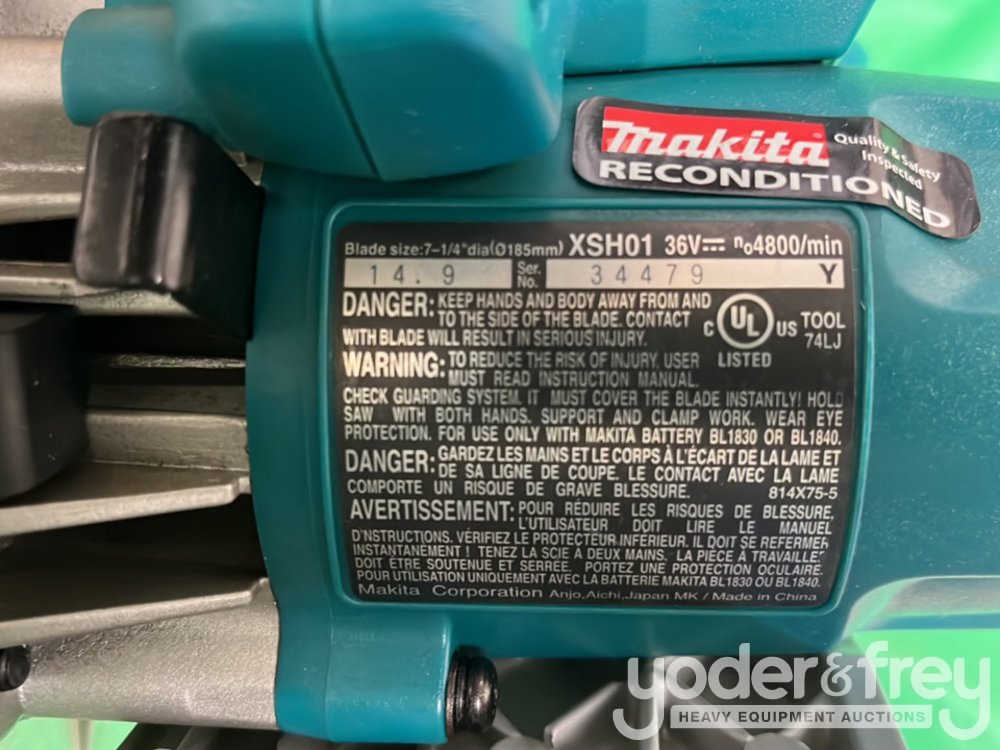 Makita
RECONDITIONED
Quality & Safety
Inspected
Blade size:7-1/4"dia(Ø185mm) XSH01 36V⎓ n₀4800/min
14.9 Ser. No. 34479 Y
DANGER: KEEP HANDS AND BODY AWAY FROM AND
TO THE SIDE OF THE BLADE. CONTACT
WITH BLADE WILL RESULT IN SERIOUS INJURY.
C UL US TOOL
74LJ
LISTED
WARNING: TO REDUCE THE RISK OF INJURY, USER
MUST READ INSTRUCTION MANUAL.
CHECK GUARDING SYSTEM. IT MUST COVER THE BLADE INSTANTLY! HOLD
SAW WITH BOTH HANDS. SUPPORT AND CLAMP WORK. WEAR EYE
PROTECTION. FOR USE ONLY WITH MAKITA BATTERY BL1830 OR BL1840.
DANGER: GARDEZ LES MAINS ET LE CORPS À L'ÉCART DE LA LAME ET
DE SA LIGNE DE COUPE. LE CONTACT AVEC LA LAME
COMPORTE UN RISQUE DE GRAVE BLESSURE. 814X75-5
AVERTISSEMENT: POUR RÉDUIRE LES RISQUES DE BLESSURE,
L'UTILISATEUR DOIT LIRE LE MANUEL
D'NSTRUCTIONS. VÉRIFIEZ LE PROTECTEUR INFÉRIEUR. IL DOIT SE REFERMER
INSTANTANÉMENT ! TENEZ LA SCIE À DEUX MAINS. LA PIÈCE À TRAVAILLER
DOIT ÊTRE SOUTENUE ET SERRÉE. PORTEZ UNE PROTECTION OCULAIRE.
POUR UTILISATION UNIQUEMENT AVEC LA BATTERIE MAKITA BL1830 OU BL1840.
Makita Corporation Anjo,Aichi,Japan MK / Made in China
yoder&frey
HEAVY EQUIPMENT AUCTIONS